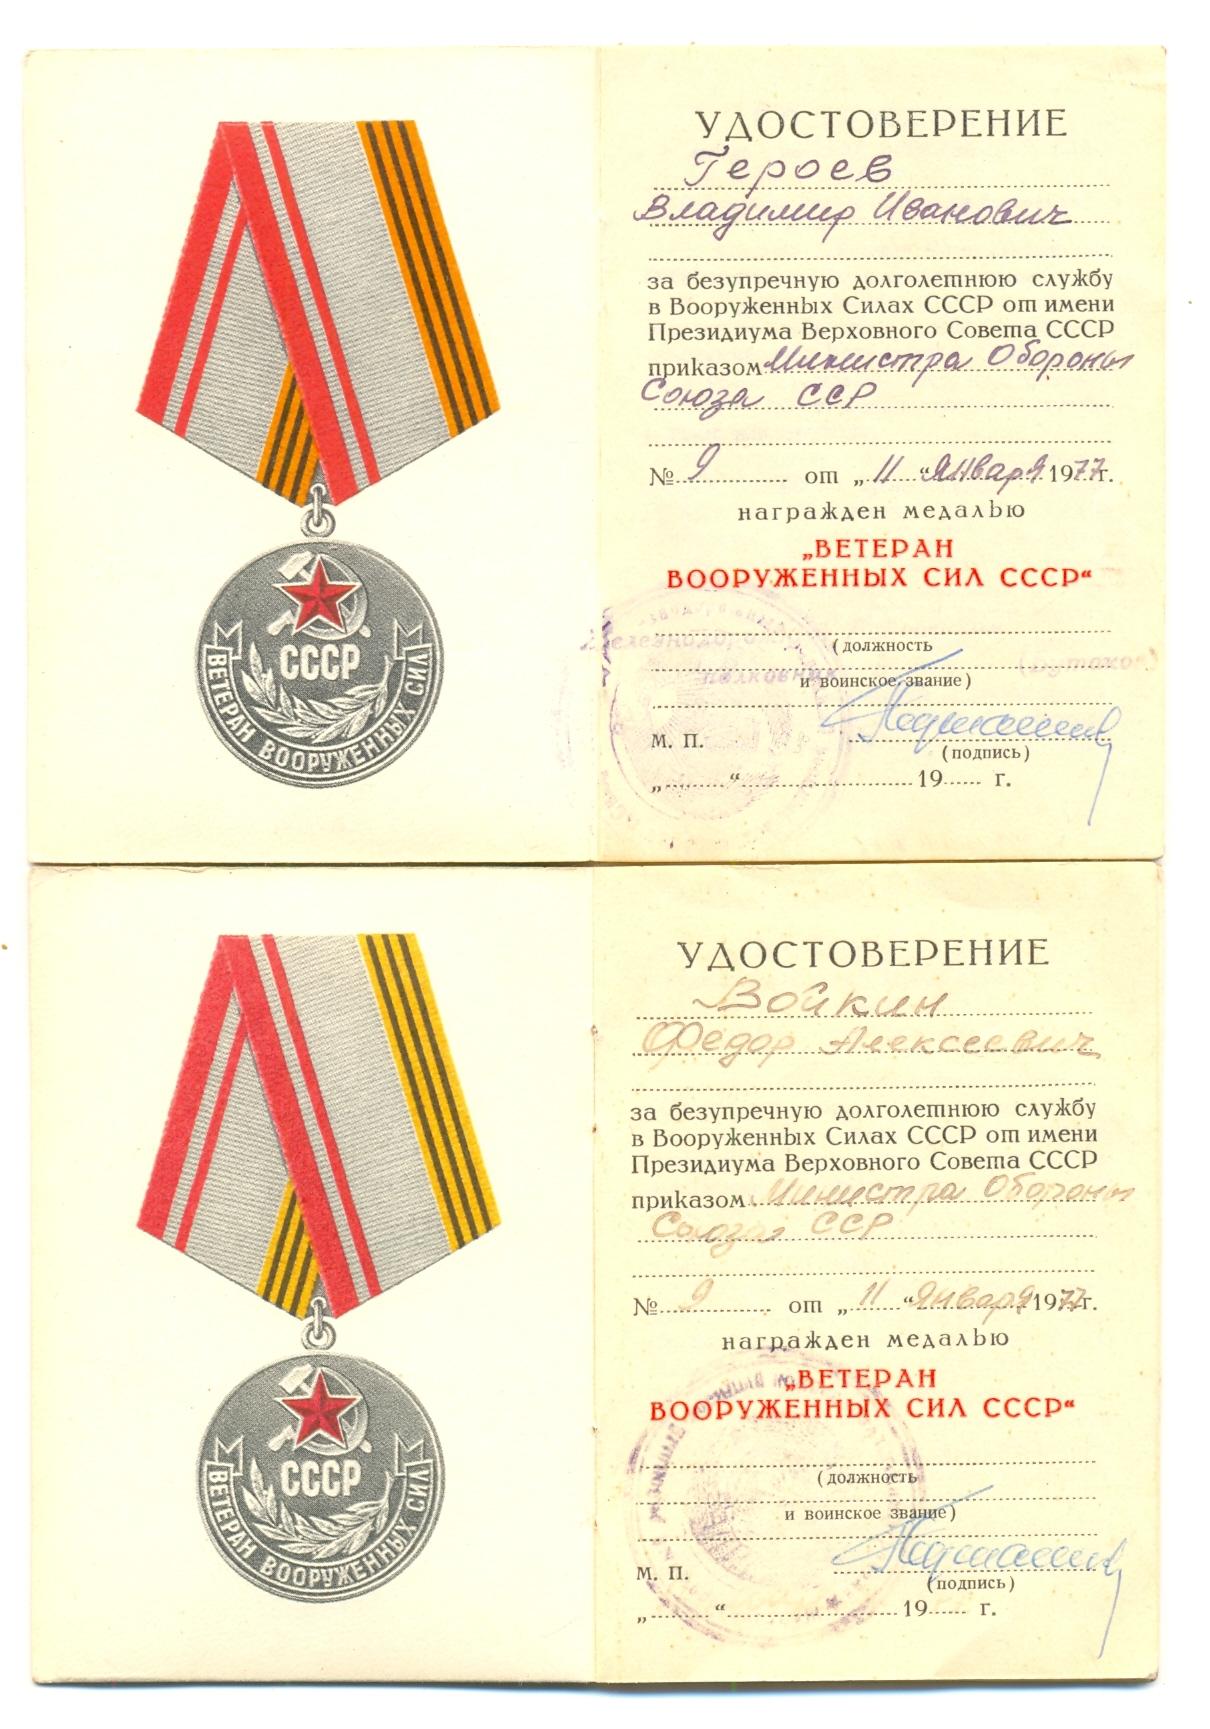 СССР
ВЕТЕРАН ВООРУЖЕННЫХ СИЛ
УДОСТОВЕРЕНИЕ
Героев
Владимир Иванович
за безупречную долголетнюю службу
в Вооруженных Силах СССР от имени
Президиума Верховного Совета СССР
приказом Министра Обороны
Союза ССР
№ 9 от „11“ января 1977 г.
награжден медалью
„ВЕТЕРАН
ВООРУЖЕННЫХ СИЛ СССР“
(должность
полковник
и воинское звание)
М. П.
(подпись)
„ “ 19 г.
СССР
ВЕТЕРАН ВООРУЖЕННЫХ СИЛ
УДОСТОВЕРЕНИЕ
Войкин
Федор Алексеевич
за безупречную долголетнюю службу
в Вооруженных Силах СССР от имени
Президиума Верховного Совета СССР
приказом Министра Обороны
Союза ССР
№ 9 от „11“ января 1977 г.
награжден медалью
„ВЕТЕРАН
ВООРУЖЕННЫХ СИЛ СССР“
(должность
и воинское звание)
М. П.
(подпись)
„ “ 19 г.